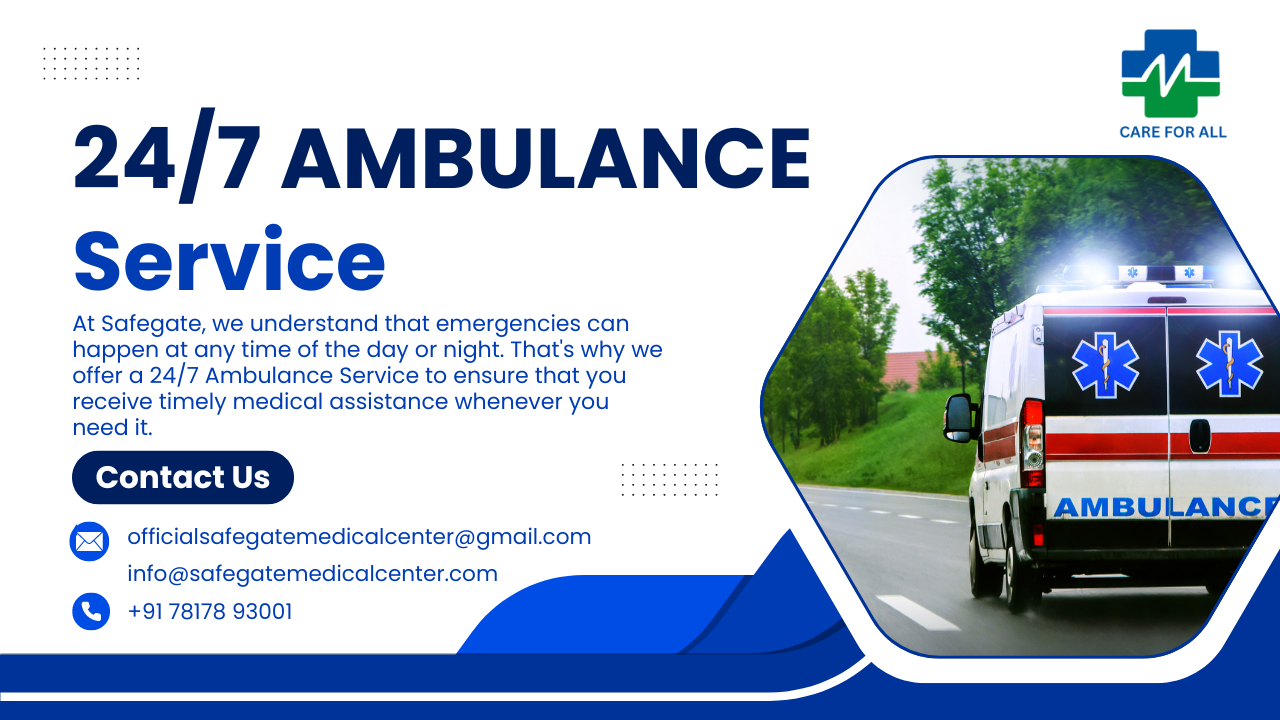 CARE FOR ALL
24/7 AMBULANCE
Service
At Safegate, we understand that emergencies can
happen at any time of the day or night. That's why we
offer a 24/7 Ambulance Service to ensure that you
receive timely medical assistance whenever you
need it.
Contact Us
officialsafegatemedicalcenter@gmail.com
info@safegatemedicalcenter.com
+91 78178 93001
AMBULANCE